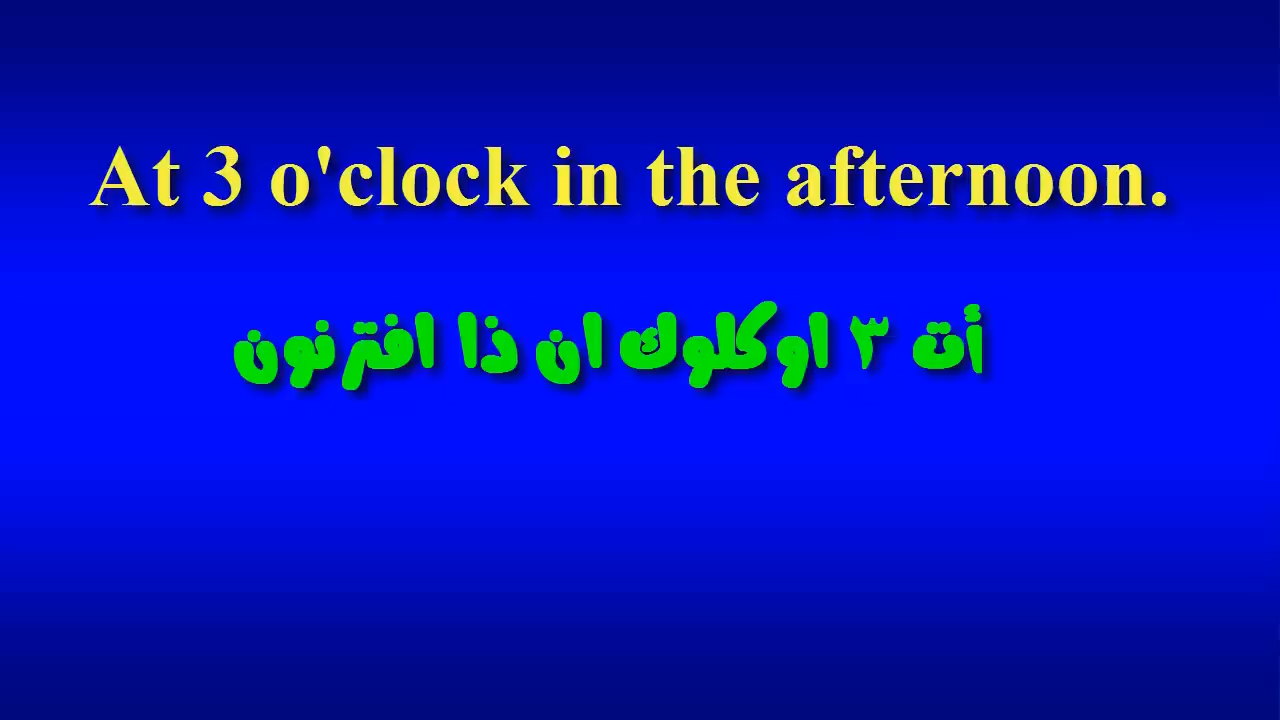 At 3 o'clock in the afternoon.
أت ٣ اوكلوك ان ذا افترنون